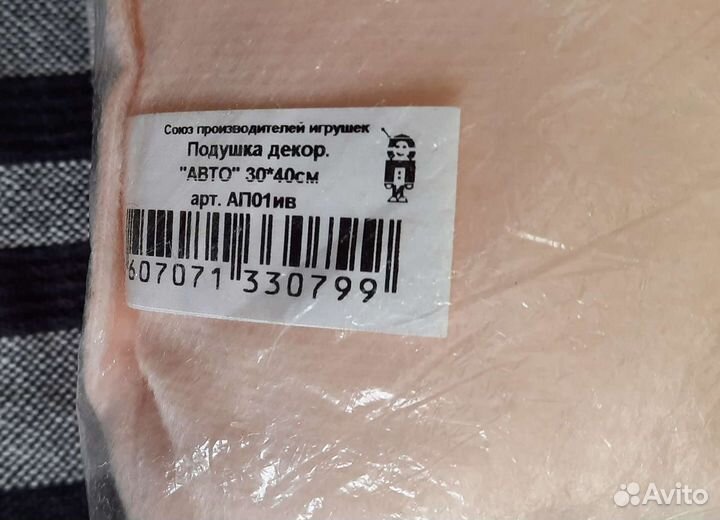 Союз производителей игрушек
Подушка декор.
"АВТО" 30*40см
арт. АП01ив
607071 330799
Avito